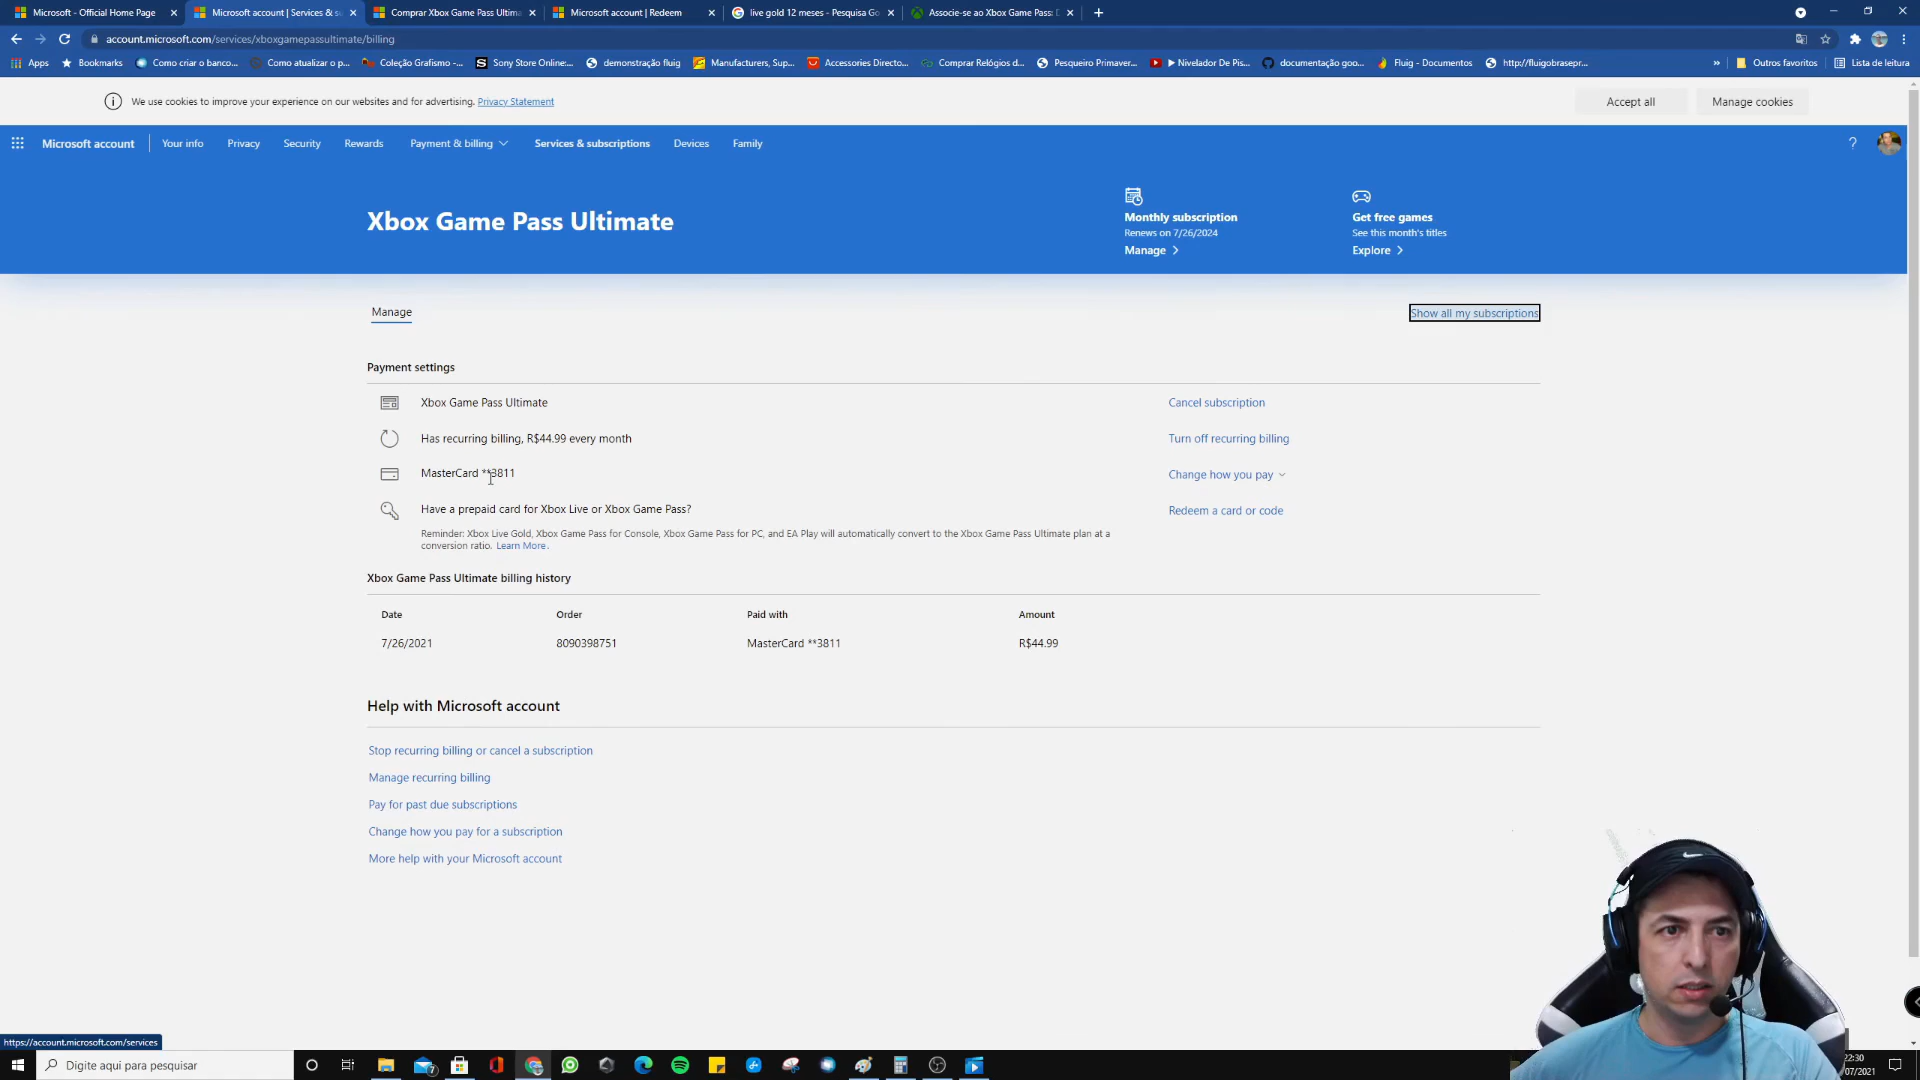 Microsoft - Official Home Page
Microsoft account | Services & su
Comprar Xbox Game Pass Ultima
Microsoft account | Redeem
live gold 12 meses - Pesquisa Go
Associe-se ao Xbox Game Pass: D
account.microsoft.com/services/xboxgamepassultimate/billing
Apps
Bookmarks
Como criar o banco...
Como atualizar o p...
Coleção Grafismo -...
Sony Store Online:...
demonstração fluig
Manufacturers, Sup...
Accessories Directo...
Comprar Relógios d...
Pesqueiro Primaver...
▶ Nivelador De Pis...
documentação goo...
Fluig - Documentos
http://fluigobrasepr...
»
Outros favoritos
Lista de leitura
We use cookies to improve your experience on our websites and for advertising. Privacy Statement
Accept all
Manage cookies
Microsoft account
Your info
Privacy
Security
Rewards
Payment & billing
Services & subscriptions
Devices
Family
?
Xbox Game Pass Ultimate
Monthly subscription
Renews on 7/26/2024
Manage
Get free games
See this month's titles
Explore
Manage
Show all my subscriptions
Payment settings
Xbox Game Pass Ultimate
Cancel subscription
Has recurring billing, R$44.99 every month
Turn off recurring billing
MasterCard **3811
Change how you pay
Have a prepaid card for Xbox Live or Xbox Game Pass?
Redeem a card or code
Reminder: Xbox Live Gold, Xbox Game Pass for Console, Xbox Game Pass for PC, and EA Play will automatically convert to the Xbox Game Pass Ultimate plan at a
conversion ratio. Learn More.
Xbox Game Pass Ultimate billing history
Date
Order
Paid with
Amount
7/26/2021
8090398751
MasterCard **3811
R$44.99
Help with Microsoft account
Stop recurring billing or cancel a subscription
Manage recurring billing
Pay for past due subscriptions
Change how you pay for a subscription
More help with your Microsoft account
https://account.microsoft.com/services
Digite aqui para pesquisar
7
22:30
07/2021